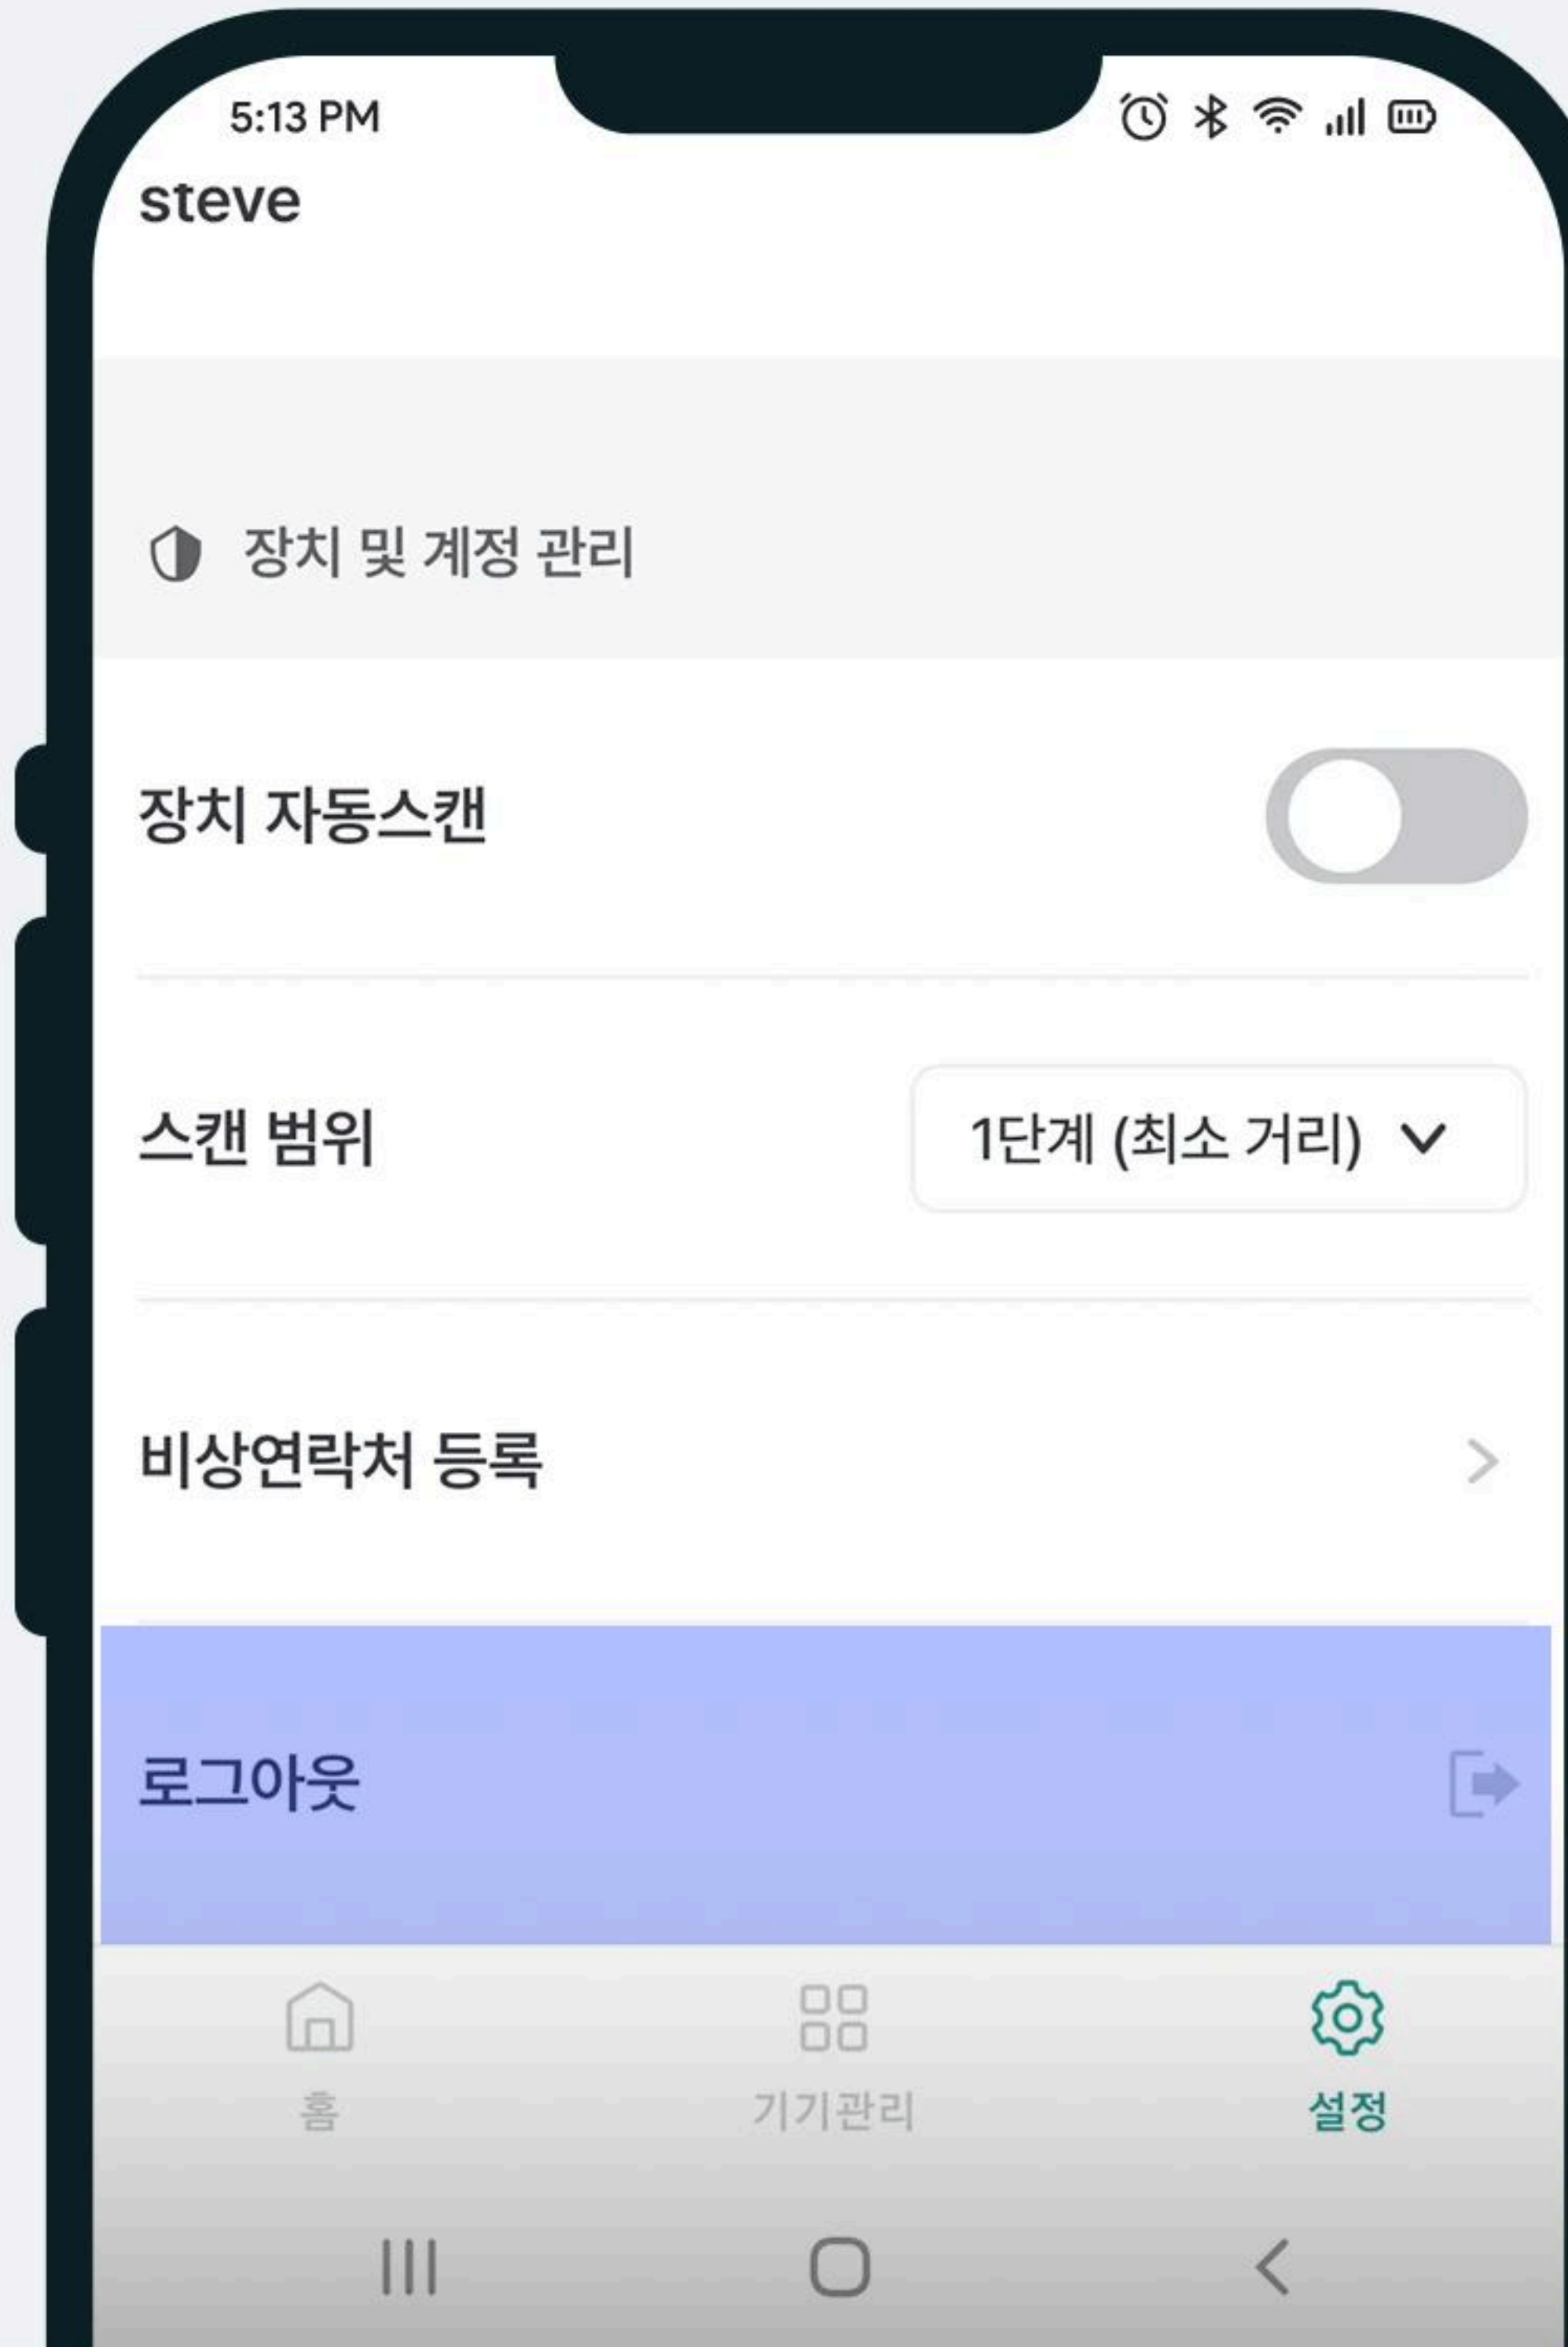 5:13 PM
steve
장치 및 계정 관리
장치 자동스캔
스캔 범위
1단계 (최소 거리)
비상연락처 등록
로그아웃
홈
기기관리
설정